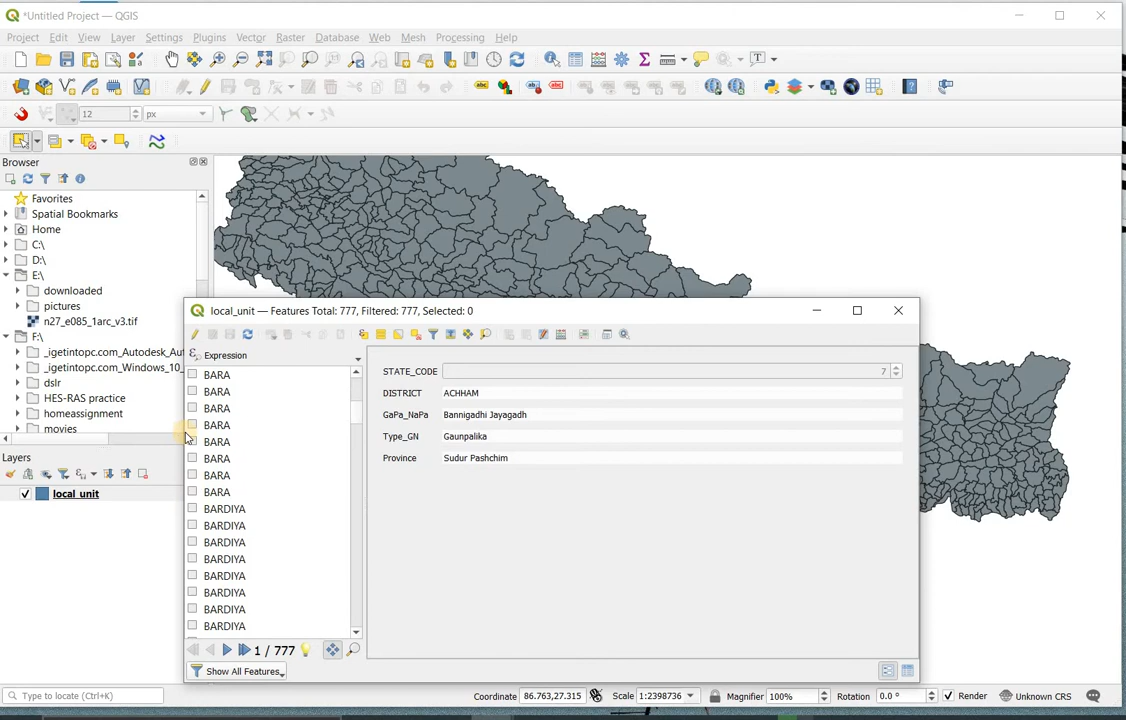 *Untitled Project — QGIS
Project Edit View Layer Settings Plugins Vector Raster Database Web Mesh Processing Help
12 px
Browser
Favorites
Spatial Bookmarks
Home
C:\
D:\
E:\
downloaded
pictures
n27_e085_1arc_v3.tif
F:\
_igetintopc.com_Autodesk_Aut
_igetintopc.com_Windows_10_
dslr
HES-RAS practice
homeassignment
movies
Layers
local_unit
local_unit — Features Total: 777, Filtered: 777, Selected: 0
Expression
BARA
BARA
BARA
BARA
BARA
BARA
BARA
BARA
BARDIYA
BARDIYA
BARDIYA
BARDIYA
BARDIYA
BARDIYA
BARDIYA
BARDIYA
STATE_CODE 7
DISTRICT ACHHAM
GaPa_NaPa Bannigadhi Jayagadh
Type_GN Gaunpalika
Province Sudur Pashchim
1 / 777
Show All Features
Type to locate (Ctrl+K) Coordinate 86.763,27.315 Scale 1:2398736 Magnifier 100% Rotation 0.0 ° Render Unknown CRS